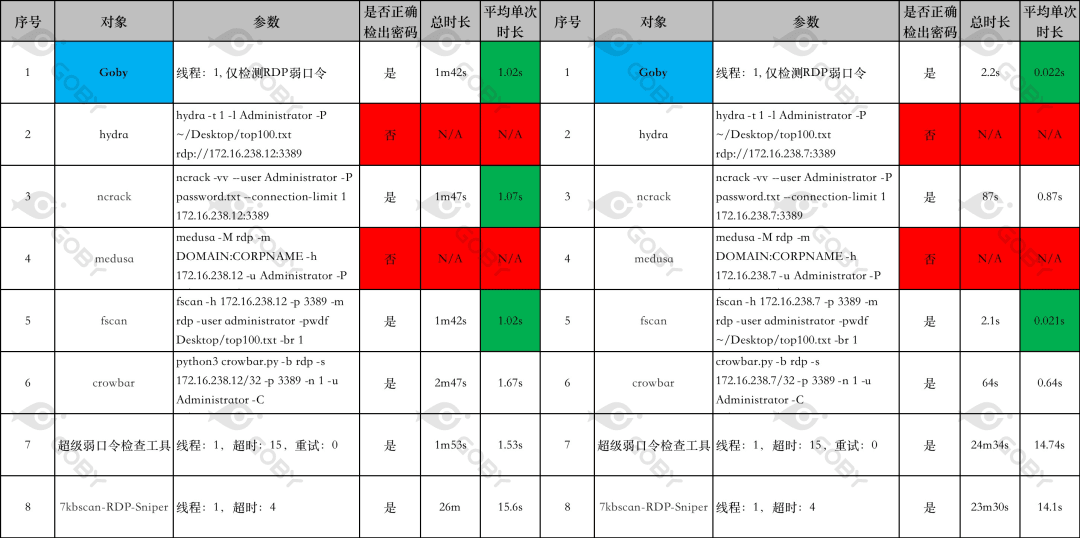 序号 对象 参数 是否正确检出密码 总时长 平均单次时长 序号 对象 参数 是否正确检出密码 总时长 平均单次时长
1 Goby 线程：1, 仅检测RDP弱口令 是 1m42s 1.02s 1 Goby 线程：1, 仅检测RDP弱口令 是 2.2s 0.022s
2 hydra hydra -t 1 -l Administrator -P ~/Desktop/top100.txt rdp://172.16.238.12:3389 否 N/A N/A 2 hydra hydra -t 1 -l Administrator -P ~/Desktop/top100.txt rdp://172.16.238.7:3389 否 N/A N/A
3 ncrack ncrack -vv --user Administrator -P password.txt --connection-limit 1 172.16.238.12:3389 是 1m47s 1.07s 3 ncrack ncrack -vv --user Administrator -P password.txt --connection-limit 1 172.16.238.7:3389 是 87s 0.87s
4 medusa medusa -M rdp -m DOMAIN:CORPNAME -h 172.16.238.12 -u Administrator -P 否 N/A N/A 4 medusa medusa -M rdp -m DOMAIN:CORPNAME -h 172.16.238.7 -u Administrator -P 否 N/A N/A
5 fscan fscan -h 172.16.238.12 -p 3389 -m rdp -user administrator -pwdf Desktop/top100.txt -br 1 是 1m42s 1.02s 5 fscan fscan -h 172.16.238.7 -p 3389 -m rdp -user administrator -pwdf ~/Desktop/top100.txt -br 1 是 2.1s 0.021s
6 crowbar python3 crowbar.py -b rdp -s 172.16.238.12/32 -p 3389 -n 1 -u Administrator -C 是 2m47s 1.67s 6 crowbar crowbar.py -b rdp -s 172.16.238.7/32 -p 3389 -n 1 -u Administrator -C 是 64s 0.64s
7 超级弱口令检查工具 线程：1，超时：15，重试：0 是 1m53s 1.53s 7 超级弱口令检查工具 线程：1，超时：15，重试：0 是 24m34s 14.74s
8 7kbscan-RDP-Sniper 线程：1，超时：4 是 26m 15.6s 8 7kbscan-RDP-Sniper 线程：1，超时：4 是 23m30s 14.1s